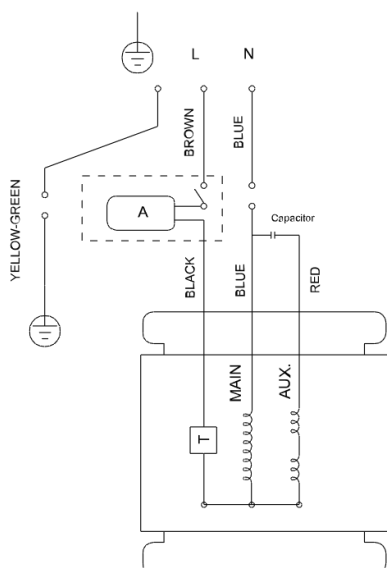 L
N
BROWN
BLUE
YELLOW-GREEN
A
Capacitor
BLACK
BLUE
RED
MAIN
AUX.
T